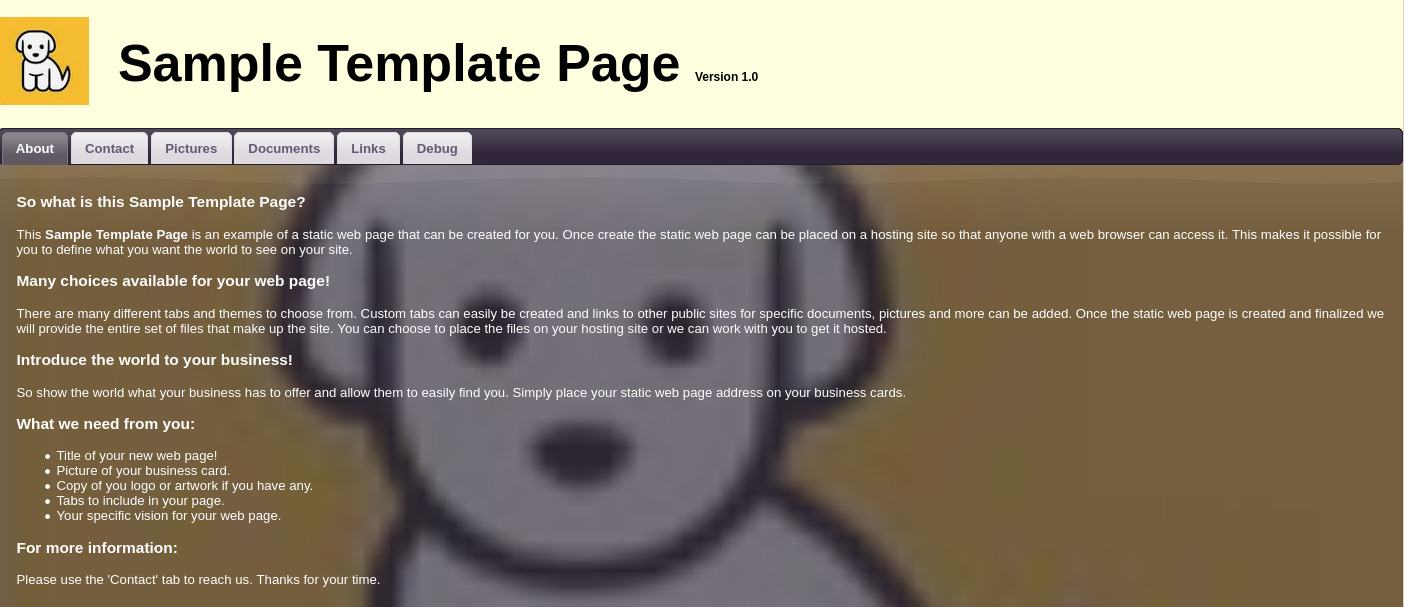 Sample Template Page Version 1.0
About Contact Pictures Documents Links Debug
So what is this Sample Template Page?
This Sample Template Page is an example of a static web page that can be created for you. Once create the static web page can be placed on a hosting site so that anyone with a web browser can access it. This makes it possible for
you to define what you want the world to see on your site.
Many choices available for your web page!
There are many different tabs and themes to choose from. Custom tabs can easily be created and links to other public sites for specific documents, pictures and more can be added. Once the static web page is created and finalized we
will provide the entire set of files that make up the site. You can choose to place the files on your hosting site or we can work with you to get it hosted.
Introduce the world to your business!
So show the world what your business has to offer and allow them to easily find you. Simply place your static web page address on your business cards.
What we need from you:
Title of your new web page!
Picture of your business card.
Copy of you logo or artwork if you have any.
Tabs to include in your page.
Your specific vision for your web page.
For more information:
Please use the 'Contact' tab to reach us. Thanks for your time.